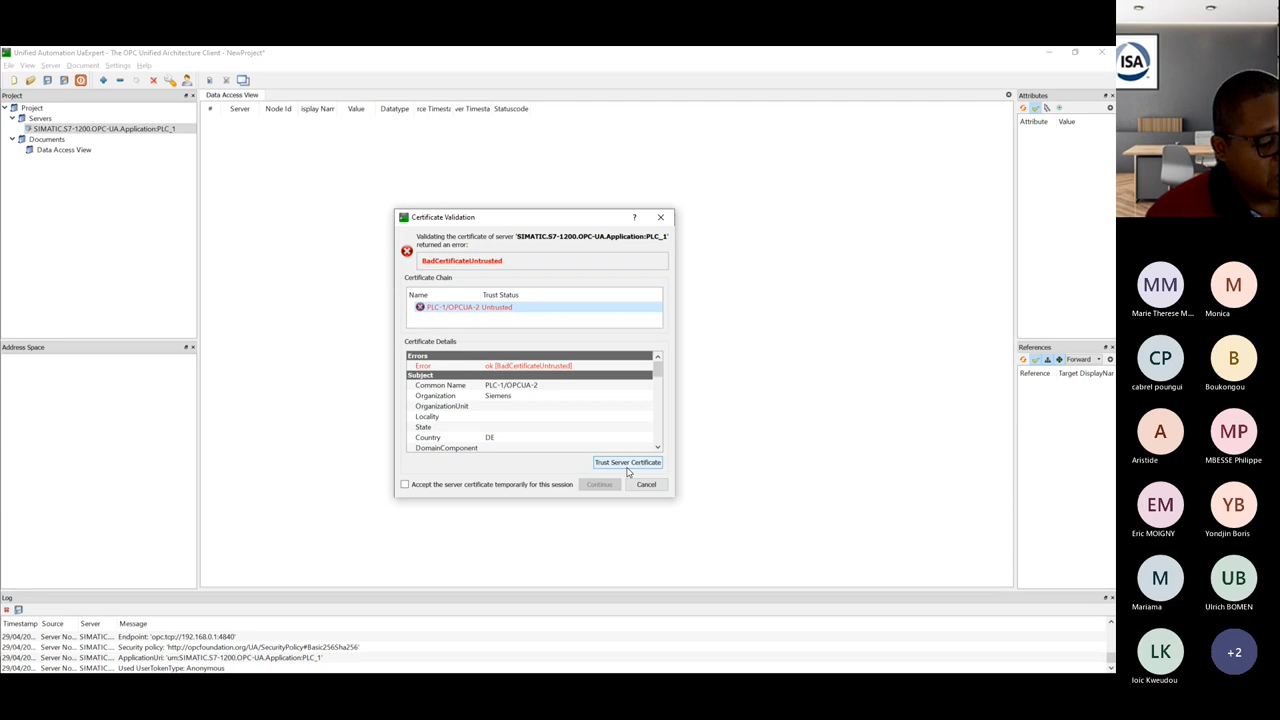 Unified Automation UaExpert - The OPC Unified Architecture Client - NewProject*
File View Server Document Settings Help
Project
Project
Servers
SIMATIC.S7-1200.OPC-UA.Application:PLC_1
Documents
Data Access View
Address Space
Data Access View
# Server Node Id isplay Nam Value Datatype rce Timesta ver Timesta Statuscode
Certificate Validation
Validating the certificate of server 'SIMATIC.S7-1200.OPC-UA.Application:PLC_1'
returned an error:
BadCertificateUntrusted
Certificate Chain
Name Trust Status
PLC-1/OPCUA-2 Untrusted
Certificate Details
Errors
Error ok [BadCertificateUntrusted]
Subject
Common Name PLC-1/OPCUA-2
Organization Siemens
OrganizationUnit
Locality
State
Country DE
DomainComponent
Trust Server Certificate
Accept the server certificate temporarily for this session Continue Cancel
Attributes
Attribute Value
References
Forward
Reference Target DisplayNar
Log
Timestamp Source Server Message
29/04/20... Server No... SIMATIC.... Endpoint: 'opc.tcp://192.168.0.1:4840'
29/04/20... Server No... SIMATIC.... Security policy: 'http://opcfoundation.org/UA/SecurityPolicy#Basic256Sha256'
29/04/20... Server No... SIMATIC.... ApplicationUri: 'urn:SIMATIC.S7-1200.OPC-UA.Application:PLC_1'
29/04/20... Server No... SIMATIC.... Used UserTokenType: Anonymous
ISA
MM
Marie Therese M...
M
Monica
CP
cabrel poungui
B
Boukongou
A
Aristide
MP
MBESSE Philippe
EM
Eric MOIGNY
YB
Yondjin Boris
M
Mariama
UB
Ulrich BOMEN
LK
loic Kweudou
+2